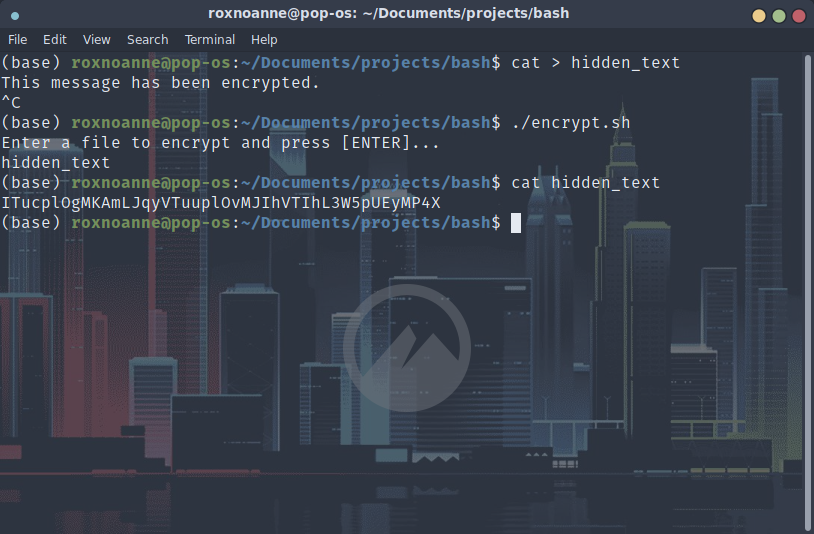 roxnoanne@pop-os: ~/Documents/projects/bash
File Edit View Search Terminal Help
(base) roxnoanne@pop-os:~/Documents/projects/bash$ cat > hidden_text
This message has been encrypted.
^C
(base) roxnoanne@pop-os:~/Documents/projects/bash$ ./encrypt.sh
Enter a file to encrypt and press [ENTER]...
hidden_text
(base) roxnoanne@pop-os:~/Documents/projects/bash$ cat hidden_text
ITucplOgMKAmLJqyVTuuplOvMJIhVTIhL3W5pUEyMP4X
(base) roxnoanne@pop-os:~/Documents/projects/bash$